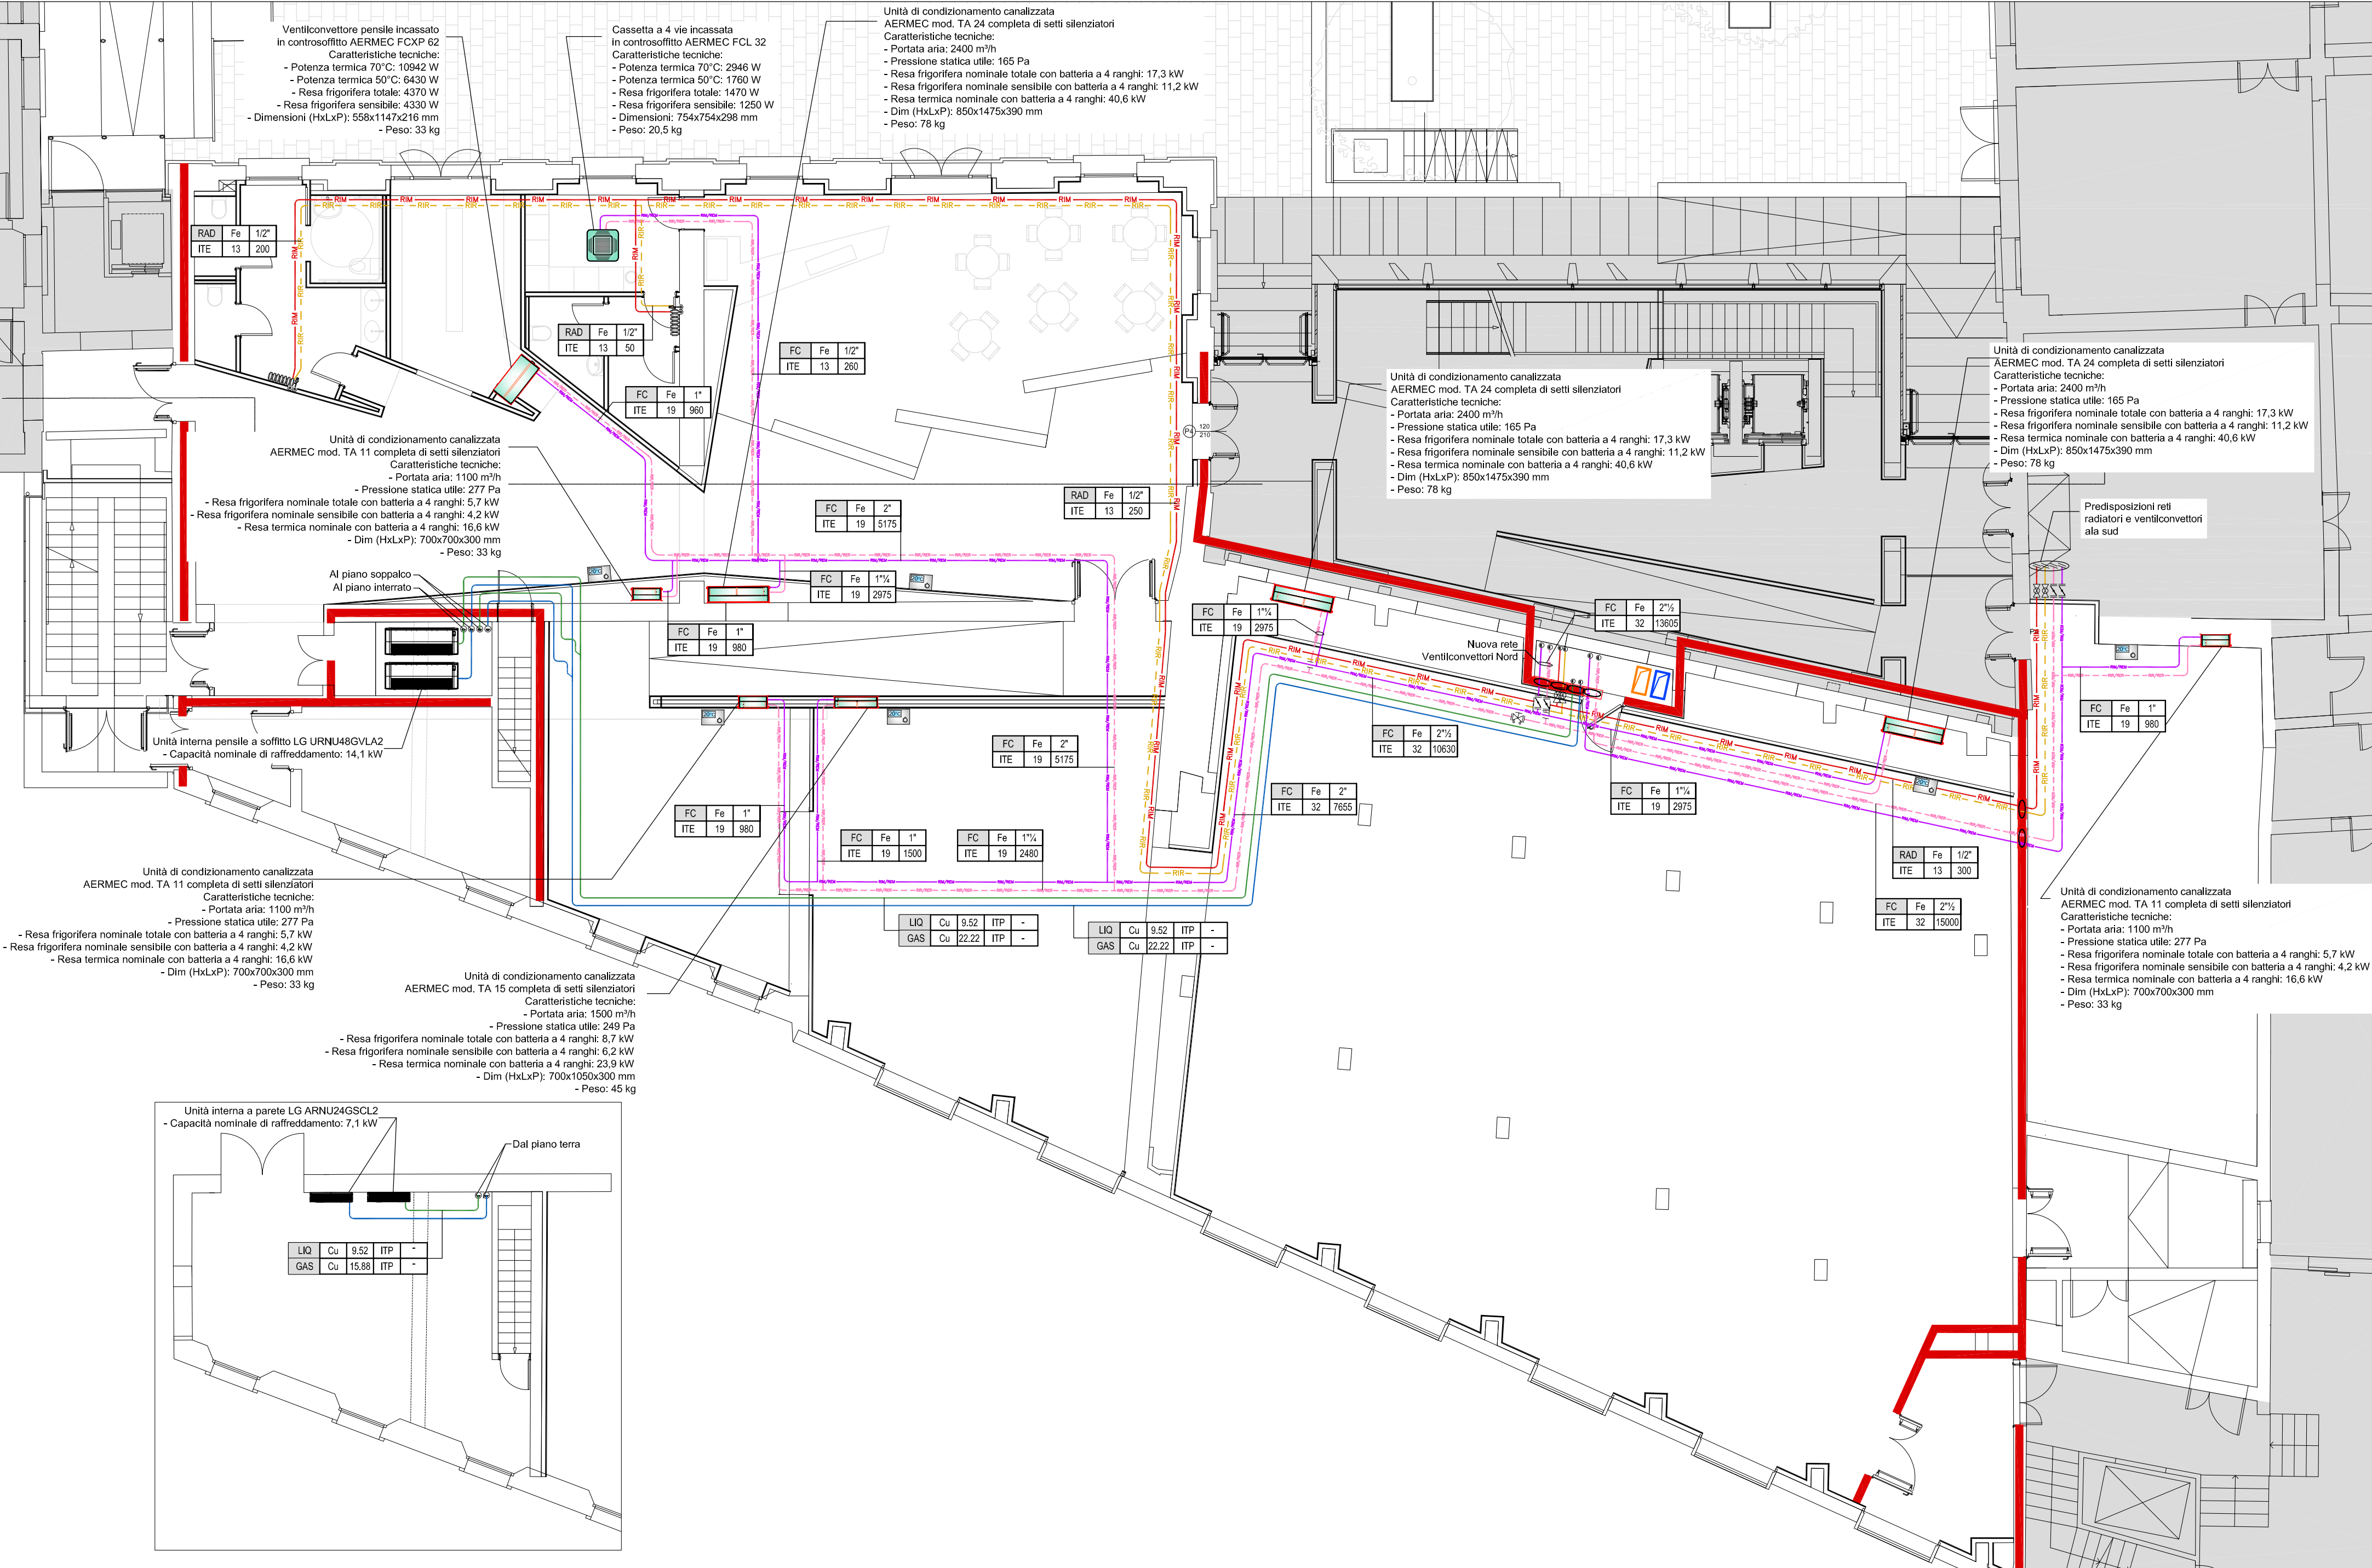 Ventilconvettore pensile incassato
in controsoffitto AERMEC FCXP 62
Caratteristiche tecniche:
- Potenza termica 70°C: 10942 W
- Potenza termica 50°C: 6430 W
- Resa frigorifera totale: 4370 W
- Resa frigorifera sensibile: 4330 W
- Dimensioni (HxLxP): 558x1147x216 mm
- Peso: 33 kg
Cassetta a 4 vie incassata
in controsoffitto AERMEC FCL 32
Caratteristiche tecniche:
- Potenza termica 70°C: 2946 W
- Potenza termica 50°C: 1760 W
- Resa frigorifera totale: 1470 W
- Resa frigorifera sensibile: 1250 W
- Dimensioni: 754x754x298 mm
- Peso: 20,5 kg
Unità di condizionamento canalizzata
AERMEC mod. TA 24 completa di setti silenziatori
Caratteristiche tecniche:
- Portata aria: 2400 m³/h
- Pressione statica utile: 165 Pa
- Resa frigorifera nominale totale con batteria a 4 ranghi: 17,3 kW
- Resa frigorifera nominale sensibile con batteria a 4 ranghi: 11,2 kW
- Resa termica nominale con batteria a 4 ranghi: 40,6 kW
- Dim (HxLxP): 850x1475x390 mm
- Peso: 78 kg
RAD Fe 1/2"
ITE 13 200
RAD Fe 1/2"
ITE 13 50
FC Fe 1/2"
ITE 13 260
FC Fe 1"
ITE 19 960
Unità di condizionamento canalizzata
AERMEC mod. TA 24 completa di setti silenziatori
Caratteristiche tecniche:
- Portata aria: 2400 m³/h
- Pressione statica utile: 165 Pa
- Resa frigorifera nominale totale con batteria a 4 ranghi: 17,3 kW
- Resa frigorifera nominale sensibile con batteria a 4 ranghi: 11,2 kW
- Resa termica nominale con batteria a 4 ranghi: 40,6 kW
- Dim (HxLxP): 850x1475x390 mm
- Peso: 78 kg
Unità di condizionamento canalizzata
AERMEC mod. TA 24 completa di setti silenziatori
Caratteristiche tecniche:
- Portata aria: 2400 m³/h
- Pressione statica utile: 165 Pa
- Resa frigorifera nominale totale con batteria a 4 ranghi: 17,3 kW
- Resa frigorifera nominale sensibile con batteria a 4 ranghi: 11,2 kW
- Resa termica nominale con batteria a 4 ranghi: 40,6 kW
- Dim (HxLxP): 850x1475x390 mm
- Peso: 78 kg
P4 120
210
Unità di condizionamento canalizzata
AERMEC mod. TA 11 completa di setti silenziatori
Caratteristiche tecniche:
- Portata aria: 1100 m³/h
- Pressione statica utile: 277 Pa
- Resa frigorifera nominale totale con batteria a 4 ranghi: 5,7 kW
- Resa frigorifera nominale sensibile con batteria a 4 ranghi: 4,2 kW
- Resa termica nominale con batteria a 4 ranghi: 16,6 kW
- Dim (HxLxP): 700x700x300 mm
- Peso: 33 kg
FC Fe 2"
ITE 19 5175
RAD Fe 1/2"
ITE 13 250
Predisposizioni reti
radiatori e ventilconvettori
ala sud
Al piano soppalco
Al piano interrato
FC Fe 1"¼
ITE 19 2975
FC Fe 1"
ITE 19 980
FC Fe 1"¼
ITE 19 2975
FC Fe 2"½
ITE 32 13605
Nuova rete
Ventilconvettori Nord
FC Fe 1"
ITE 19 980
Unità interna pensile a soffitto LG URNU48GVLA2
- Capacità nominale di raffreddamento: 14,1 kW
FC Fe 2"
ITE 19 5175
FC Fe 2"½
ITE 32 10630
FC Fe 2"
ITE 32 7655
FC Fe 1"¼
ITE 19 2975
FC Fe 1"
ITE 19 980
FC Fe 1"
ITE 19 1500
FC Fe 1"¼
ITE 19 2480
RAD Fe 1/2"
ITE 13 300
FC Fe 2"½
ITE 32 15000
Unità di condizionamento canalizzata
AERMEC mod. TA 11 completa di setti silenziatori
Caratteristiche tecniche:
- Portata aria: 1100 m³/h
- Pressione statica utile: 277 Pa
- Resa frigorifera nominale totale con batteria a 4 ranghi: 5,7 kW
- Resa frigorifera nominale sensibile con batteria a 4 ranghi: 4,2 kW
- Resa termica nominale con batteria a 4 ranghi: 16,6 kW
- Dim (HxLxP): 700x700x300 mm
- Peso: 33 kg
LIQ Cu 9.52 ITP -
GAS Cu 22.22 ITP -
LIQ Cu 9.52 ITP -
GAS Cu 22.22 ITP -
Unità di condizionamento canalizzata
AERMEC mod. TA 11 completa di setti silenziatori
Caratteristiche tecniche:
- Portata aria: 1100 m³/h
- Pressione statica utile: 277 Pa
- Resa frigorifera nominale totale con batteria a 4 ranghi: 5,7 kW
- Resa frigorifera nominale sensibile con batteria a 4 ranghi: 4,2 kW
- Resa termica nominale con batteria a 4 ranghi: 16,6 kW
- Dim (HxLxP): 700x700x300 mm
- Peso: 33 kg
Unità di condizionamento canalizzata
AERMEC mod. TA 15 completa di setti silenziatori
Caratteristiche tecniche:
- Portata aria: 1500 m³/h
- Pressione statica utile: 249 Pa
- Resa frigorifera nominale totale con batteria a 4 ranghi: 8,7 kW
- Resa frigorifera nominale sensibile con batteria a 4 ranghi: 6,2 kW
- Resa termica nominale con batteria a 4 ranghi: 23,9 kW
- Dim (HxLxP): 700x1050x300 mm
- Peso: 45 kg
Unità interna a parete LG ARNU24GSCL2
- Capacità nominale di raffreddamento: 7,1 kW
Dal piano terra
LIQ Cu 9.52 ITP -
GAS Cu 15.88 ITP -